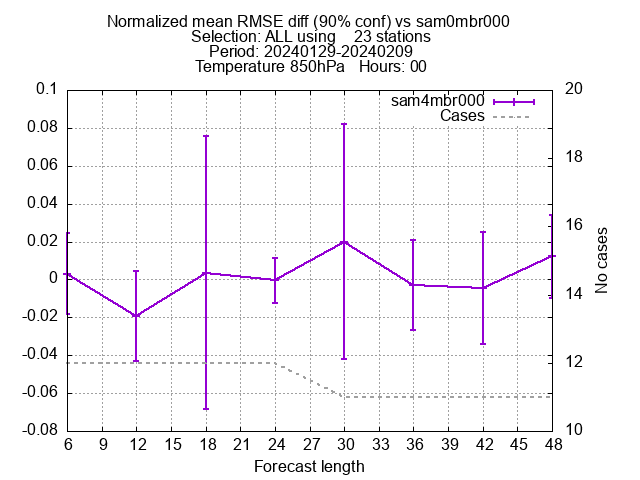 Normalized mean RMSE diff (90% conf) vs sam0mbr000
Selection: ALL using    23 stations
Period: 20240129-20240209
Temperature 850hPa   Hours: 00
sam4mbr000
Cases
0.1
0.08
0.06
0.04
0.02
0
-0.02
-0.04
-0.06
-0.08
20
18
16
14
12
10
No cases
6 9 12 15 18 21 24 27 30 33 36 39 42 45 48
Forecast length